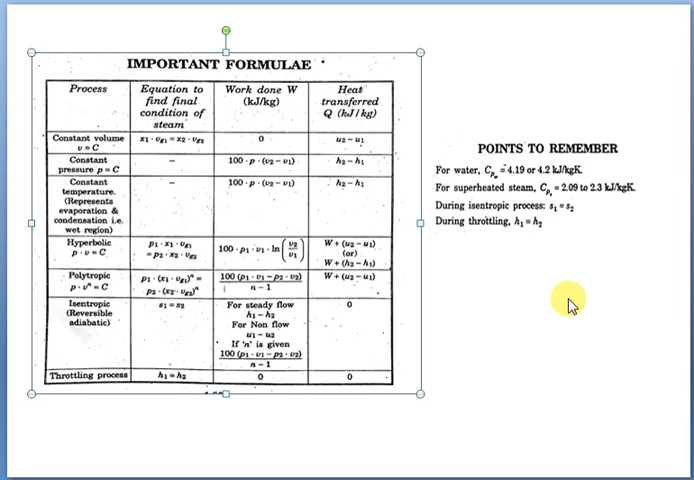 IMPORTANT FORMULAE
Process
Equation to
find final
condition of
steam
Work done W
(kJ/kg)
Heat
transferred
Q (kJ / kg)
Constant volume
v = C
x1 · vg1 = x2 · vg2
0
u2 − u1
Constant
pressure p = C
–
100 · p · (v2 − v1)
h2 − h1
Constant
temperature.
(Represents
evaporation &
condensation i.e.
wet region)
–
100 · p · (v2 − v1)
h2 − h1
Hyperbolic
p · v = C
p1 · x1 · vg1
= p2 · x2 · vg2
100 · p1 · v1 · ln (v2/v1)
W + (u2 − u1)
(or)
W + (h2 − h1)
Polytropic
p · vⁿ = C
p1 · (x1 · vg1)ⁿ =
p2 · (x2 · vg2)ⁿ
100 (p1 · v1 − p2 · v2)
n − 1
W + (u2 − u1)
Isentropic
(Reversible
adiabatic)
s1 = s2
For steady flow
h1 − h2
For Non flow
u1 − u2
If 'n' is given
100 (p1 · v1 − p2 · v2)
n − 1
0
Throttling process
h1 = h2
0
0
POINTS TO REMEMBER
For water, Cpw = 4.19 or 4.2 kJ/kgK
For superheated steam, Cps = 2.09 to 2.3 kJ/kgK
During isentropic process: s1 = s2
During throttling, h1 = h2